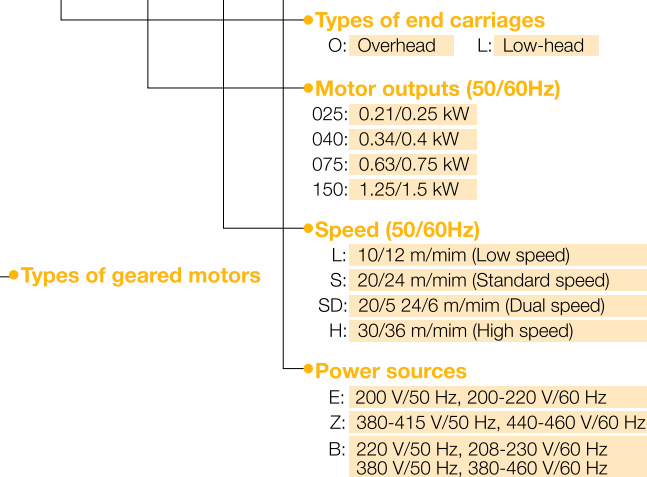 Types of end carriages
O: Overhead L: Low-head
Motor outputs (50/60Hz)
025: 0.21/0.25 kW
040: 0.34/0.4 kW
075: 0.63/0.75 kW
150: 1.25/1.5 kW
Speed (50/60Hz)
L: 10/12 m/mim (Low speed)
Types of geared motors
S: 20/24 m/mim (Standard speed)
SD: 20/5 24/6 m/mim (Dual speed)
H: 30/36 m/mim (High speed)
Power sources
E: 200 V/50 Hz, 200-220 V/60 Hz
Z: 380-415 V/50 Hz, 440-460 V/60 Hz
B: 220 V/50 Hz, 208-230 V/60 Hz
380 V/50 Hz, 380-460 V/60 Hz